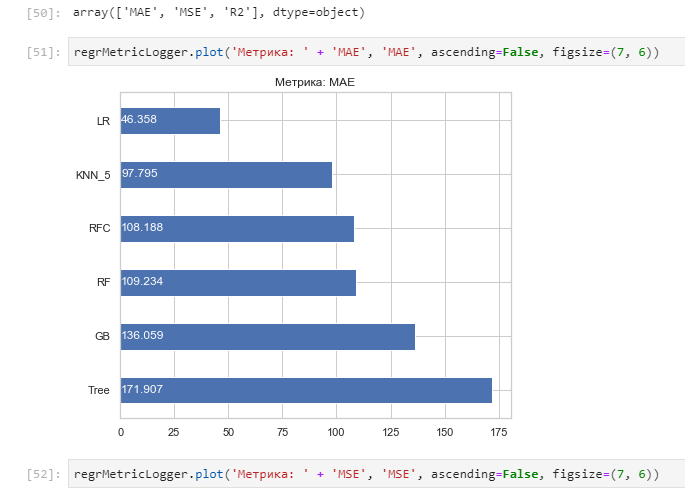 [50]: array(['MAE', 'MSE', 'R2'], dtype=object)
[51]: regrMetricLogger.plot('Метрика: ' + 'MAE', 'MAE', ascending=False, figsize=(7, 6))
Метрика: MAE
LR 46.358
KNN_5 97.795
RFC 108.188
RF 109.234
GB 136.059
Tree 171.907
0 25 50 75 100 125 150 175
[52]: regrMetricLogger.plot('Метрика: ' + 'MSE', 'MSE', ascending=False, figsize=(7, 6))